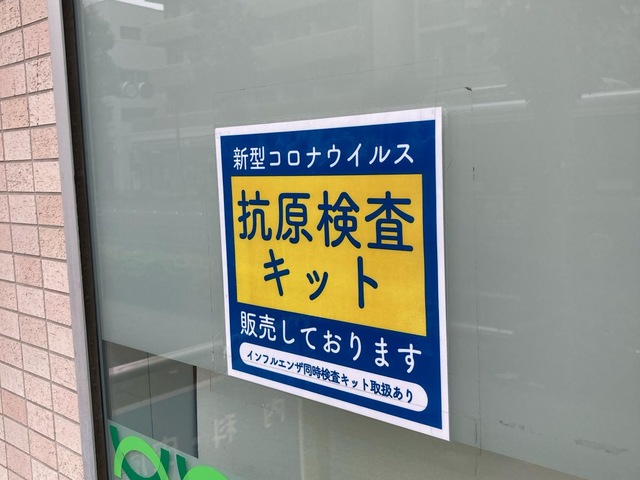 新型コロナウイルス
抗原検査
キット
販売しております
インフルエンザ同時検査キット取扱あり